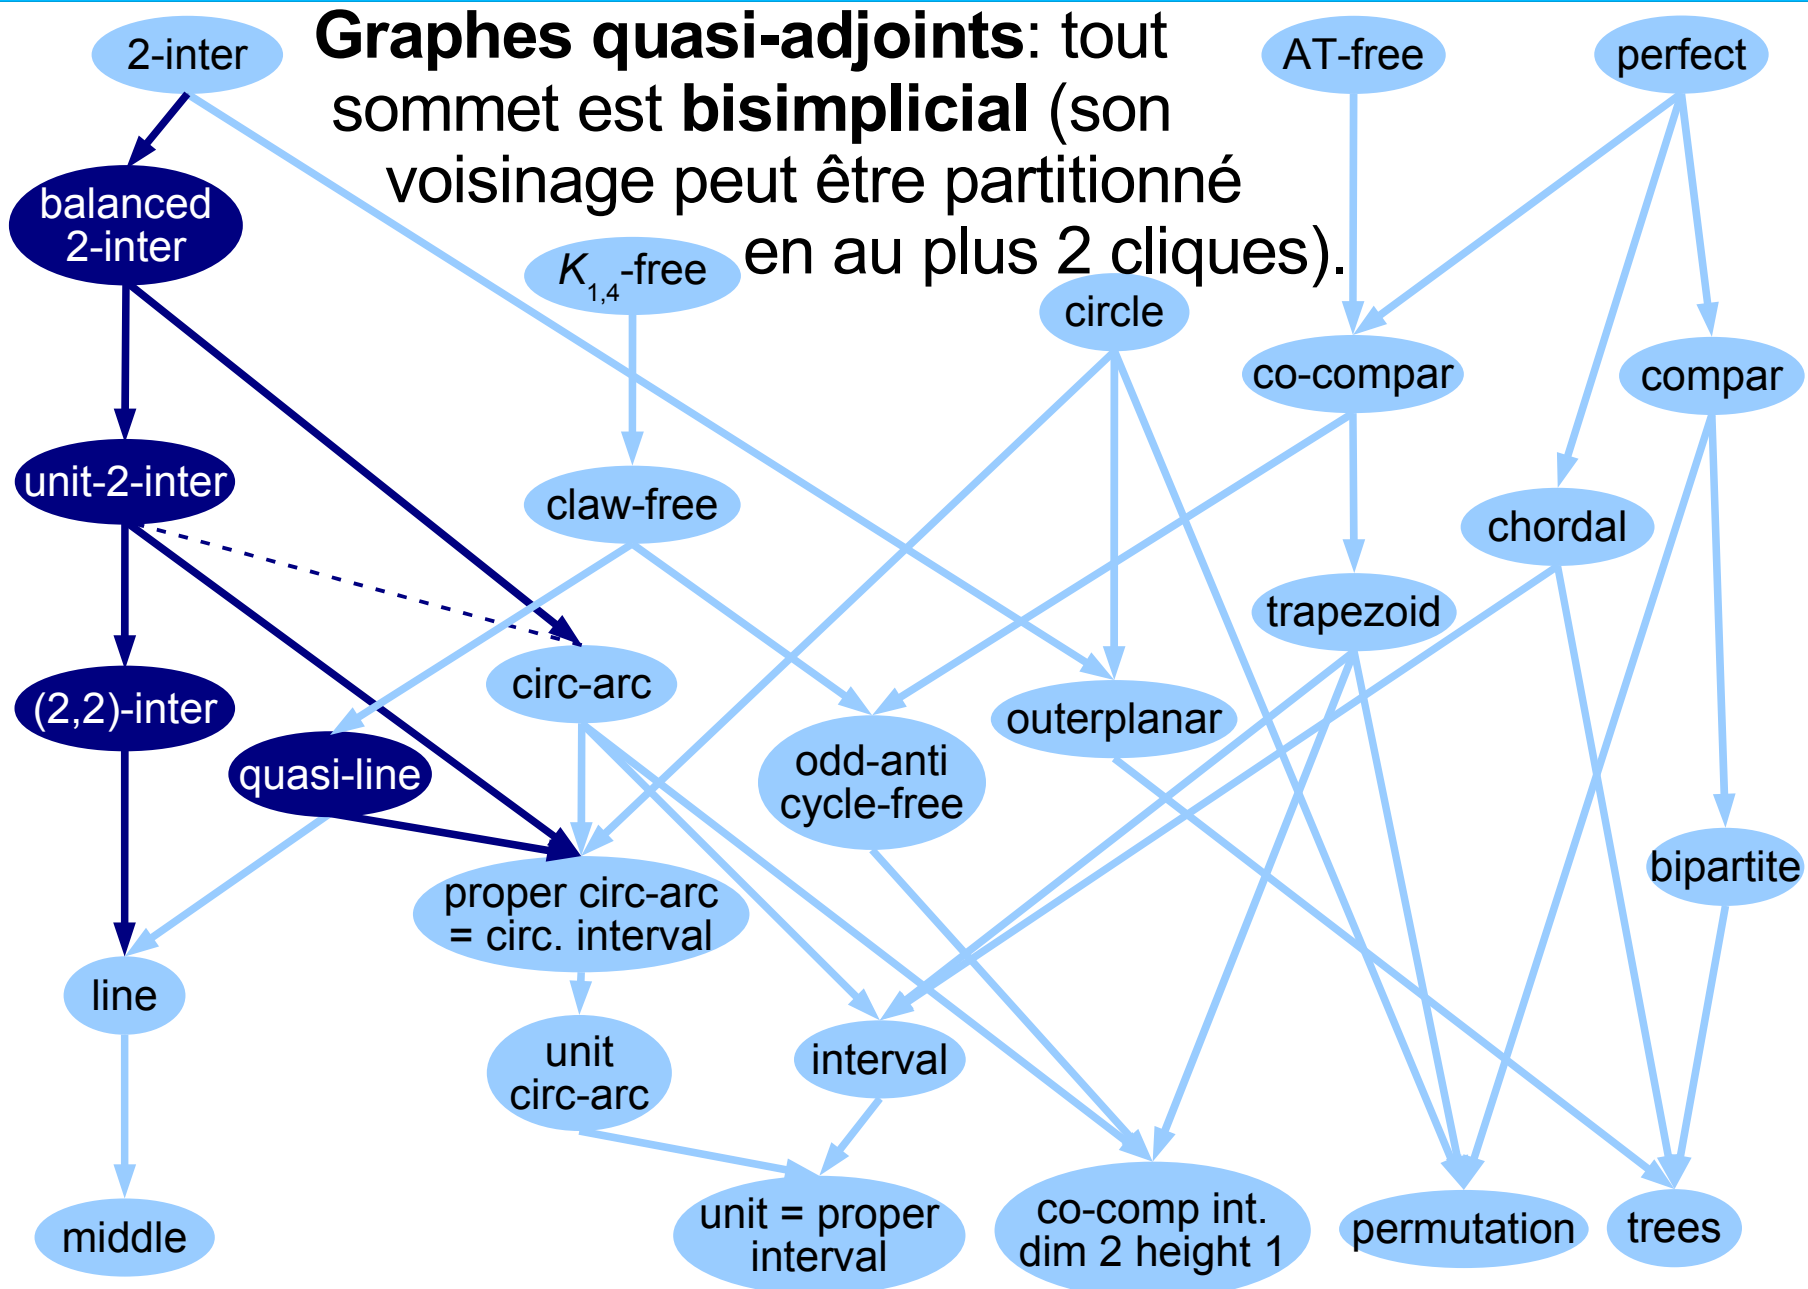 Graphes quasi-adjoints: tout
sommet est bisimplicial (son
voisinage peut être partitionné
en au plus 2 cliques).
2-inter
AT-free
perfect
balanced
2-inter
K1,4-free
circle
co-compar
compar
unit-2-inter
claw-free
chordal
trapezoid
(2,2)-inter
circ-arc
outerplanar
quasi-line
odd-anti
cycle-free
bipartite
proper circ-arc
= circ. interval
line
unit
circ-arc
interval
middle
unit = proper
interval
co-comp int.
dim 2 height 1
permutation
trees